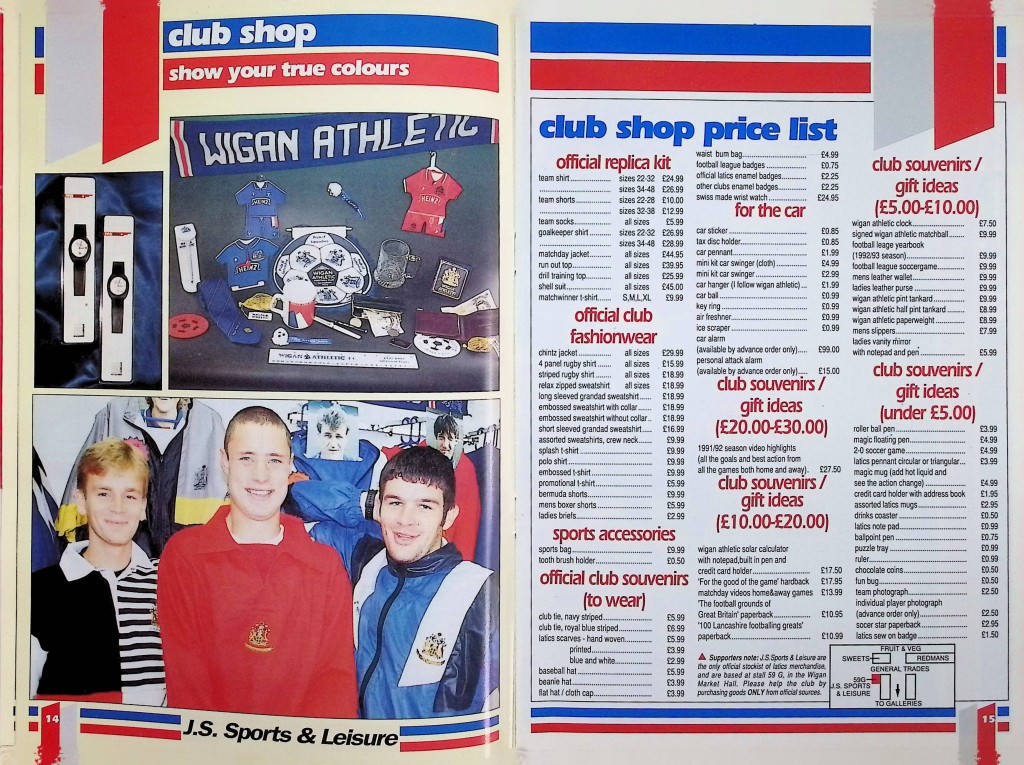 club shop
show your true colours
WIGAN ATHLETIC
HEINZ
HEINZ
HEINZ
WIGAN
ATHLETIC
WIGAN ATHLETIC
14
J.S. Sports & Leisure
club shop price list
official replica kit
team shirt.................. sizes 22-32 £24.99
.................. sizes 34-48 £26.99
team shorts............... sizes 22-28 £10.00
.................. sizes 32-38 £12.99
team socks all sizes £5.99
goalkeeper shirt......... sizes 22-32 £26.99
.................. sizes 34-48 £28.99
matchday jacket......... all sizes £44.95
run out top................. all sizes £39.95
drill training top.......... all sizes £25.99
shell suit..................... all sizes £45.00
matchwinner t-shirt...... S,M,L,XL £9.99
official club
fashionwear
chintz jacket............... all sizes £29.99
4 panel rugby shirt...... all sizes £15.99
striped rugby shirt....... all sizes £18.99
relax zipped sweatshirt all sizes £18.99
long sleeved grandad sweatshirt...... £18.99
embossed sweatshirt with collar...... £18.99
embossed sweatshirt without collar.. £18.99
short sleeved grandad sweatshirt..... £16.99
assorted sweatshirts, crew neck...... £9.99
splash t-shirt.................. £9.99
polo shirt.................. £9.99
embossed t-shirt.................. £9.99
promotional t-shirt.................. £5.99
bermuda shorts.................. £9.99
mens boxer shorts.................. £5.99
ladies briefs.................. £2.99
sports accessories
sports bag.................. £9.99
tooth brush holder.................. £0.50
official club souvenirs
(to wear)
club tie, navy striped.................. £5.99
club tie, royal blue striped............. £6.99
latics scarves - hand woven........... £5.99
printed.................. £3.99
blue and white.................. £2.99
baseball hat.................. £5.99
beanie hat.................. £3.99
flat hat / cloth cap.................. £3.99
waist bum bag.................. £4.99
football league badges.................. £0.75
official latics enamel badges............ £2.25
other clubs enamel badges............ £2.25
swiss made wrist watch.................. £24.95
for the car
car sticker.................. £0.85
tax disc holder.................. £0.85
car pennant.................. £1.99
mini kit car swinger (cloth).............. £4.99
mini kit car swinger.................. £2.99
car hanger (I follow wigan athletic)... £1.99
car ball.................. £0.99
key ring.................. £0.99
air freshner.................. £0.99
ice scraper.................. £0.99
car alarm
(available by advance order only)..... £99.00
personal attack alarm
(available by advance order only).... £15.00
club souvenirs /
gift ideas
(£20.00-£30.00)
1991/92 season video highlights
(all the goals and best action from
all the games both home and away). £27.50
club souvenirs /
gift ideas
(£10.00-£20.00)
wigan athletic solar calculator
with notepad,built in pen and
credit card holder.................. £17.50
'For the good of the game' hardback £17.95
matchday videos home&away games £13.99
'The football grounds of
Great Britain' paperback.................. £10.95
'100 Lancashire footballing greats'
paperback.................. £10.99
Supporters note: J.S.Sports & Leisure are
the only official stockist of latics merchandise,
and are based at stall 59 G, in the Wigan
Market Hall. Please help the club by
purchasing goods ONLY from official sources.
club souvenirs /
gift ideas
(£5.00-£10.00)
wigan athletic clock.................. £7.50
signed wigan athletic matchball........ £9.99
football leage yearbook
(1992/93 season).................. £9.99
football league soccergame............. £9.99
mens leather wallet.................. £9.99
ladies leather purse.................. £9.99
wigan athletic pint tankard.............. £9.99
wigan athletic half pint tankard......... £8.99
wigan athletic paperweight.............. £8.99
mens slippers.................. £7.99
ladies vanity mirror
with notepad and pen.................. £5.99
club souvenirs /
gift ideas
(under £5.00)
roller ball pen.................. £3.99
magic floating pen.................. £4.99
2-0 soccer game.................. £4.99
latics pennant circular or triangular... £3.99
magic mug (add hot liquid and
see the action change).................. £4.99
credit card holder with address book £1.95
assorted latics mugs.................. £2.95
drinks coaster.................. £0.50
latics note pad.................. £0.99
ballpoint pen.................. £0.75
puzzle tray.................. £0.99
ruler.................. £0.99
chocolate coins.................. £0.50
fun bug.................. £0.50
team photograph.................. £2.50
individual player photograph
(advance order only).................. £2.50
socer star paperback.................. £2.95
latics sew on badge.................. £1.50
FRUIT & VEG
SWEETS
REDMANS
GENERAL TRADES
59G
J.S. SPORTS
& LEISURE
TO GALLERIES
15